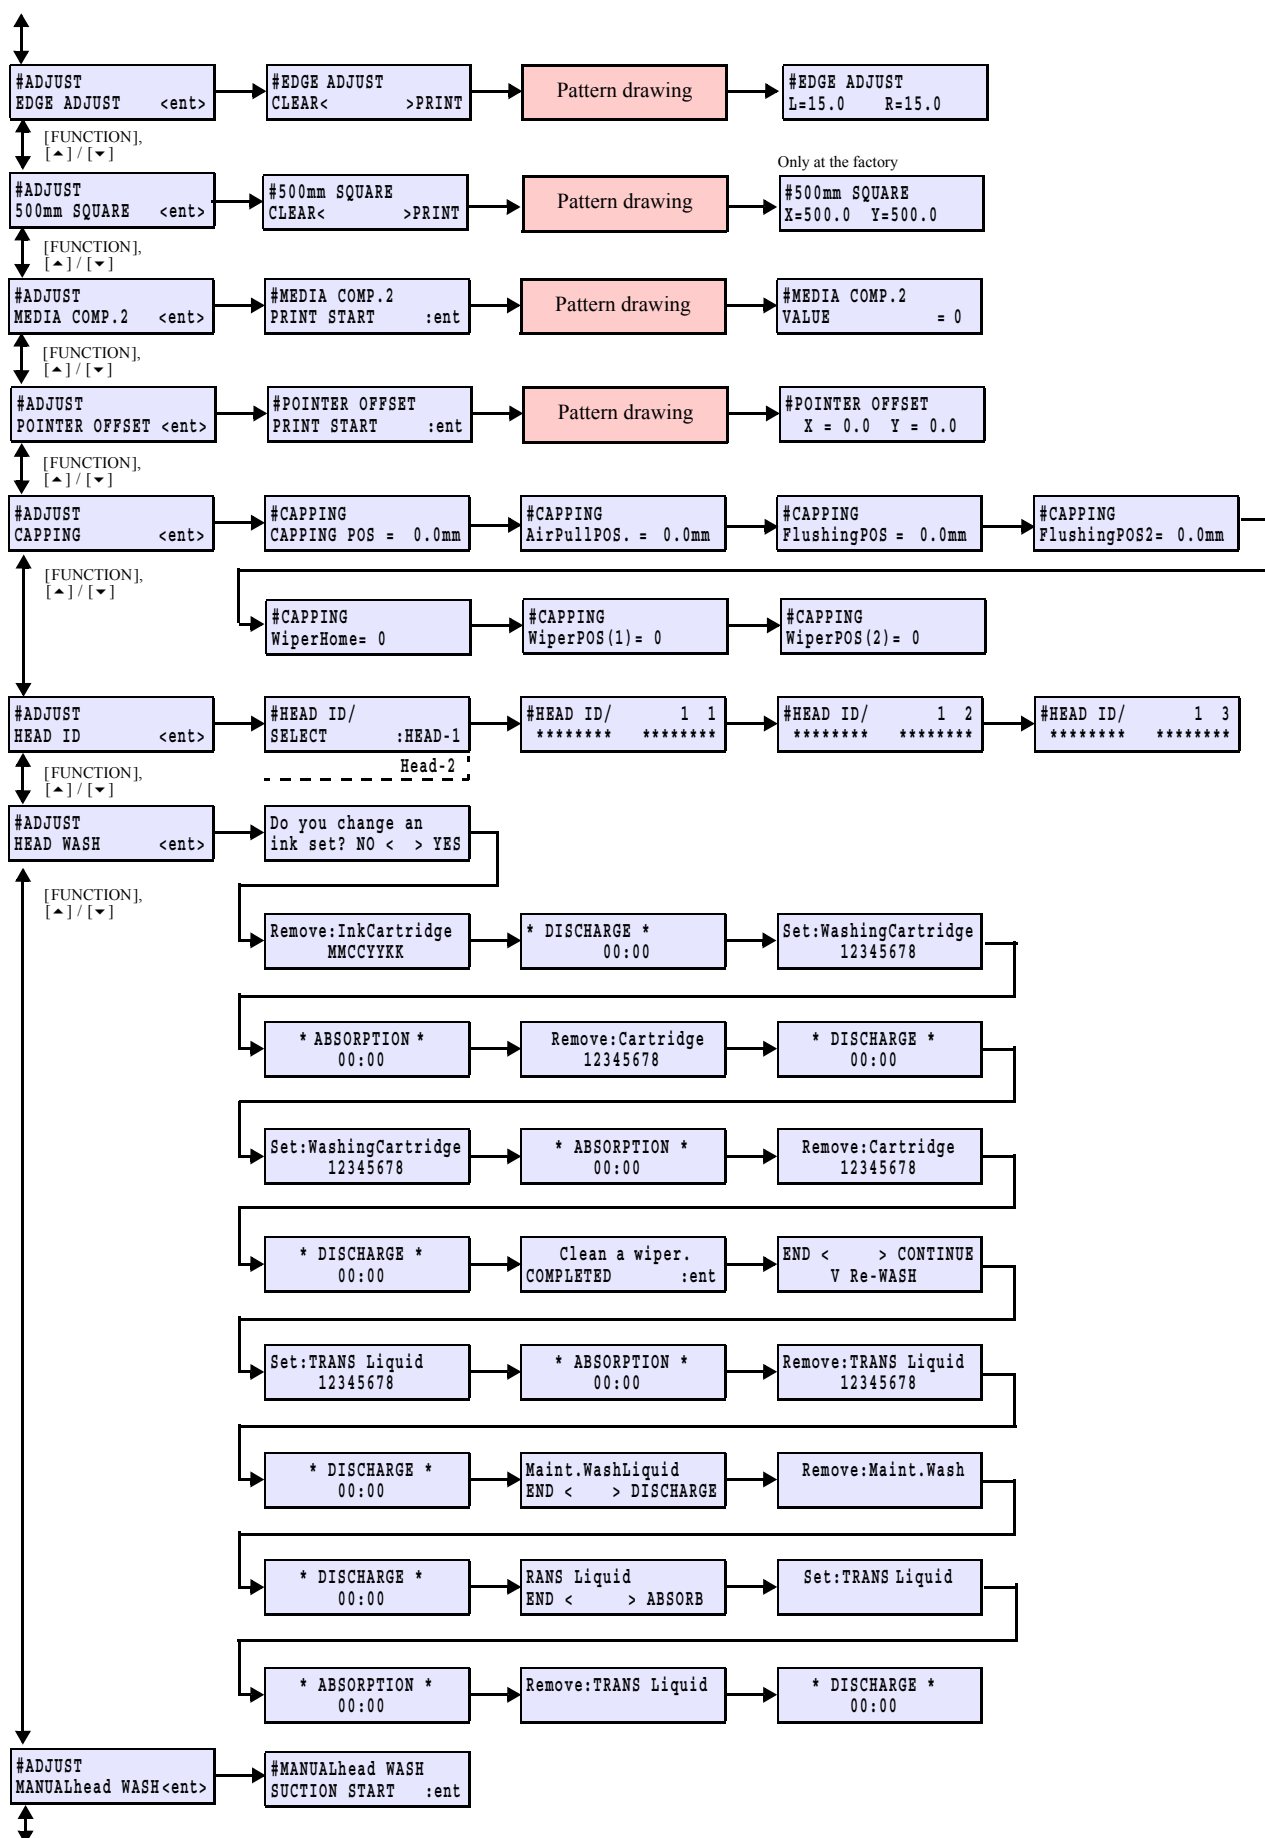 #ADJUST
EDGE ADJUST <ent>
#EDGE ADJUST
CLEAR< >PRINT
Pattern drawing
#EDGE ADJUST
L=15.0 R=15.0
[FUNCTION],
[▲] / [▼]
Only at the factory
#ADJUST
500mm SQUARE <ent>
#500mm SQUARE
CLEAR< >PRINT
Pattern drawing
#500mm SQUARE
X=500.0 Y=500.0
[FUNCTION],
[▲] / [▼]
#ADJUST
MEDIA COMP.2 <ent>
#MEDIA COMP.2
PRINT START :ent
Pattern drawing
#MEDIA COMP.2
VALUE = 0
[FUNCTION],
[▲] / [▼]
#ADJUST
POINTER OFFSET <ent>
#POINTER OFFSET
PRINT START :ent
Pattern drawing
#POINTER OFFSET
X = 0.0 Y = 0.0
[FUNCTION],
[▲] / [▼]
#ADJUST
CAPPING <ent>
#CAPPING
CAPPING POS = 0.0mm
#CAPPING
AirPullPOS. = 0.0mm
#CAPPING
FlushingPOS = 0.0mm
#CAPPING
FlushingPOS2= 0.0mm
[FUNCTION],
[▲] / [▼]
#CAPPING
WiperHome= 0
#CAPPING
WiperPOS(1)= 0
#CAPPING
WiperPOS(2)= 0
#ADJUST
HEAD ID <ent>
#HEAD ID/
SELECT :HEAD-1
Head-2
#HEAD ID/ 1 1
******** ********
#HEAD ID/ 1 2
******** ********
#HEAD ID/ 1 3
******** ********
[FUNCTION],
[▲] / [▼]
#ADJUST
HEAD WASH <ent>
Do you change an
ink set? NO < > YES
[FUNCTION],
[▲] / [▼]
Remove:InkCartridge
MMCCYYKK
* DISCHARGE *
00:00
Set:WashingCartridge
12345678
* ABSORPTION *
00:00
Remove:Cartridge
12345678
* DISCHARGE *
00:00
Set:WashingCartridge
12345678
* ABSORPTION *
00:00
Remove:Cartridge
12345678
* DISCHARGE *
00:00
Clean a wiper.
COMPLETED :ent
END < > CONTINUE
V Re-WASH
Set:TRANS Liquid
12345678
* ABSORPTION *
00:00
Remove:TRANS Liquid
12345678
* DISCHARGE *
00:00
Maint.WashLiquid
END < > DISCHARGE
Remove:Maint.Wash
* DISCHARGE *
00:00
RANS Liquid
END < > ABSORB
Set:TRANS Liquid
* ABSORPTION *
00:00
Remove:TRANS Liquid
* DISCHARGE *
00:00
#ADJUST
MANUALhead WASH<ent>
#MANUALhead WASH
SUCTION START :ent